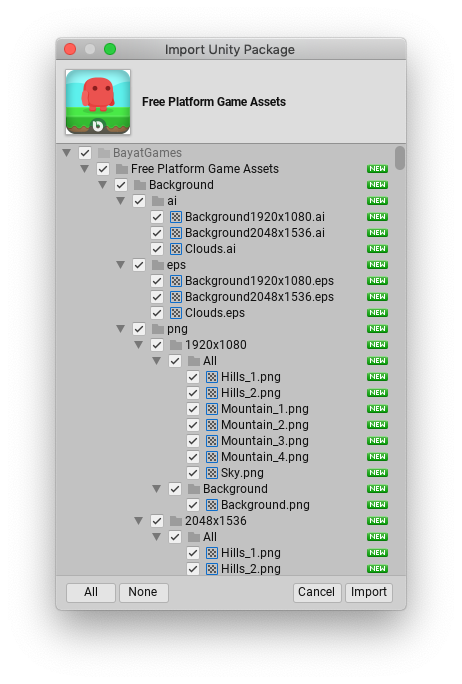 Import Unity Package
Free Platform Game Assets
BayatGames
Free Platform Game Assets NEW
Background NEW
ai NEW
Background1920x1080.ai NEW
Background2048x1536.ai NEW
Clouds.ai NEW
eps NEW
Background1920x1080.eps NEW
Background2048x1536.eps NEW
Clouds.eps NEW
png NEW
1920x1080 NEW
All NEW
Hills_1.png NEW
Hills_2.png NEW
Mountain_1.png NEW
Mountain_2.png NEW
Mountain_3.png NEW
Mountain_4.png NEW
Sky.png NEW
Background NEW
Background.png NEW
2048x1536 NEW
All NEW
Hills_1.png NEW
Hills_2.png NEW
All None Cancel Import